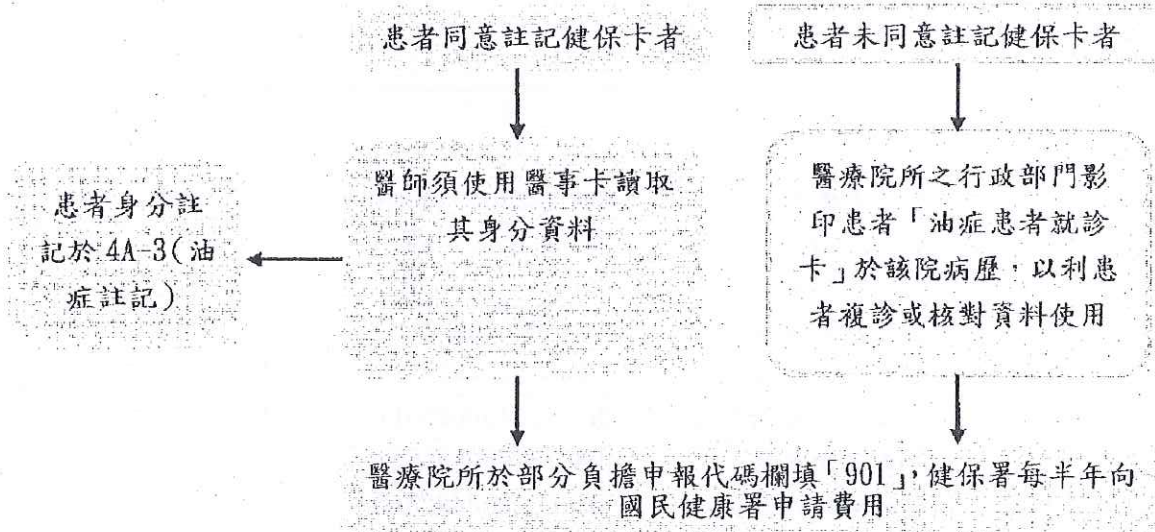 患者同意註記健保卡者
患者未同意註記健保卡者
患者身分註
記於 4A-3(油
症註記)
醫師須使用醫事卡讀取
其身分資料
醫療院所之行政部門影
印患者「油症患者就診
卡」於該院病歷，以利患
者複診或核對資料使用
醫療院所於部分負擔申報代碼欄填「901」，健保署每半年向
國民健康署申請費用